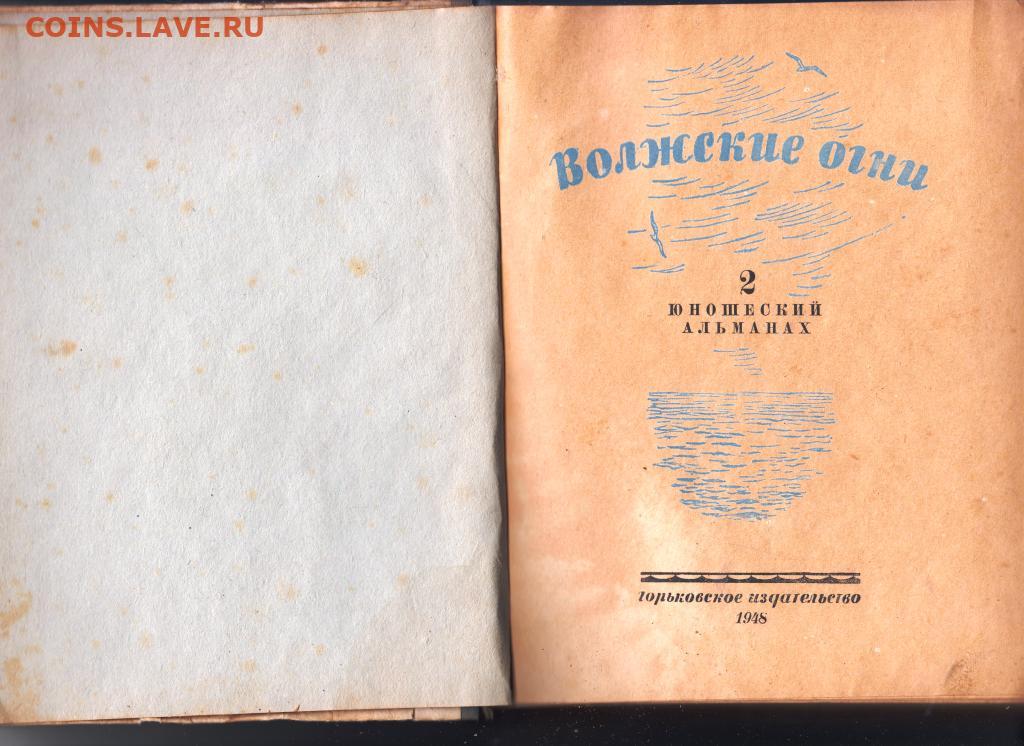 COINS.LAVE.RU
Волжские огни
2
ЮНОШЕСКИЙ
АЛЬМАНАХ
горьковское издательство
1948